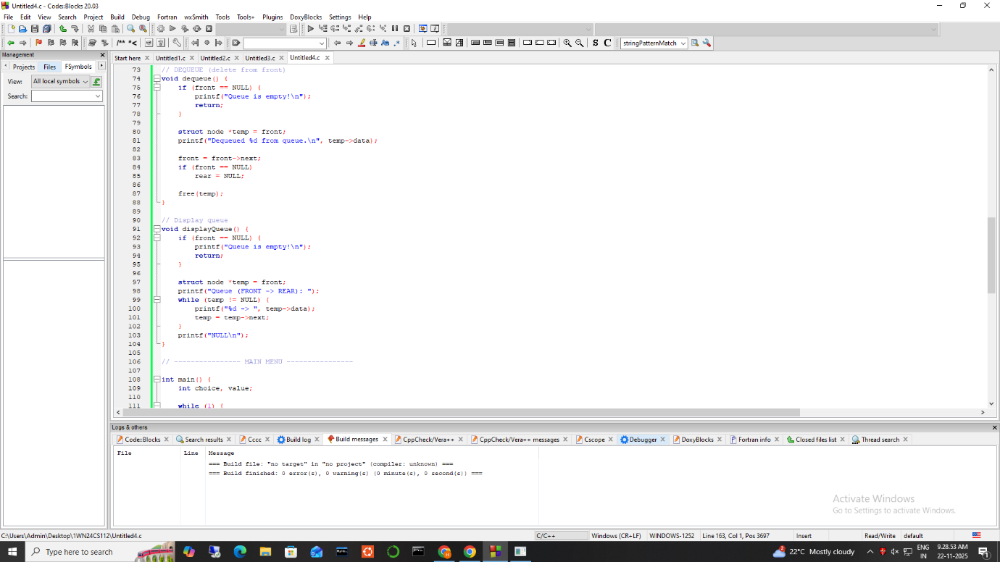 Untitled4.c - Code::Blocks 20.03
File Edit View Search Project Build Debug Fortran wxSmith Tools Tools+ Plugins DoxyBlocks Settings Help
/** *< S C stringPatternMatch
Management
Projects Files FSymbols
View: All local symbols
Search:
Start here Untitled1.c Untitled2.c Untitled3.c Untitled4.c
73 // DEQUEUE (delete from front)
74 void dequeue() {
75 if (front == NULL) {
76 printf("Queue is empty!\n");
77 return;
78 }
79
80 struct node *temp = front;
81 printf("Dequeued %d from queue.\n", temp->data);
82
83 front = front->next;
84 if (front == NULL)
85 rear = NULL;
86
87 free(temp);
88 }
89
90 // Display queue
91 void displayQueue() {
92 if (front == NULL) {
93 printf("Queue is empty!\n");
94 return;
95 }
96
97 struct node *temp = front;
98 printf("Queue (FRONT -> REAR): ");
99 while (temp != NULL) {
100 printf("%d -> ", temp->data);
101 temp = temp->next;
102 }
103 printf("NULL\n");
104 }
105
106 // ---------------- MAIN MENU ----------------
107
108 int main() {
109 int choice, value;
110
111 while (1) {
Logs & others
Code::Blocks Search results Cccc Build log Build messages CppCheck/Vera++ CppCheck/Vera++ messages Cscope Debugger DoxyBlocks Fortran info Closed files list Thread search
File Line Message
=== Build file: "no target" in "no project" (compiler: unknown) ===
=== Build finished: 0 error(s), 0 warning(s) (0 minute(s), 0 second(s)) ===
Activate Windows
Go to Settings to activate Windows.
C:\Users\Admin\Desktop\1WN24CS112\Untitled4.c C/C++ Windows (CR+LF) WINDOWS-1252 Line 163, Col 1, Pos 3697 Insert Read/Write default
Type here to search 22°C Mostly cloudy ENG 9.28.53 AM
IN 22-11-2025 1